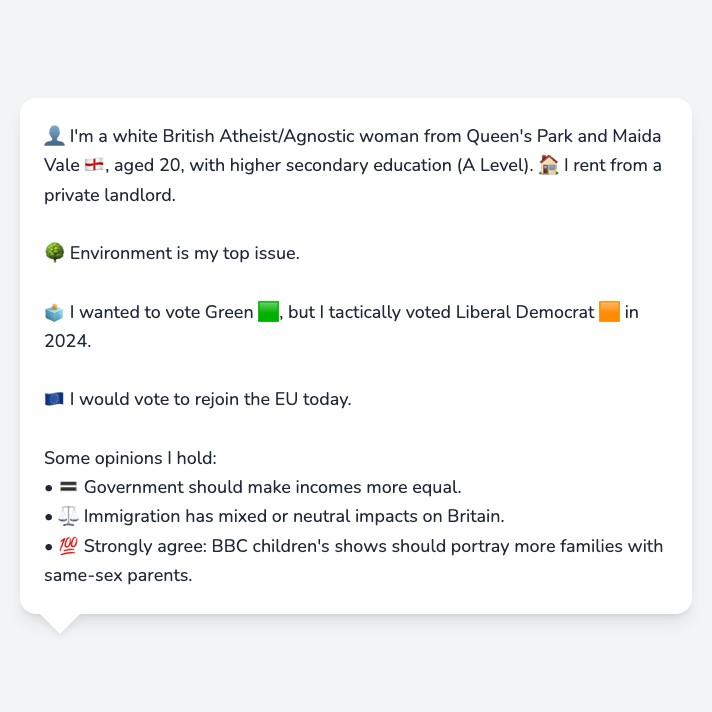 👤 I'm a white British Atheist/Agnostic woman from Queen's Park and Maida
Vale 🏴󠁧󠁢󠁥󠁮󠁧󠁿, aged 20, with higher secondary education (A Level). 🏠 I rent from a
private landlord.
🌳 Environment is my top issue.
🗳️ I wanted to vote Green 🟩, but I tactically voted Liberal Democrat 🟧 in
2024.
🇪🇺 I would vote to rejoin the EU today.
Some opinions I hold:
• 🟰 Government should make incomes more equal.
• ⚖️ Immigration has mixed or neutral impacts on Britain.
• 💯 Strongly agree: BBC children's shows should portray more families with
same-sex parents.